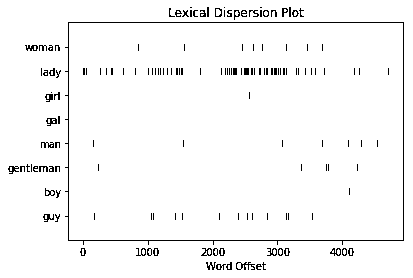 Lexical Dispersion Plot
woman
lady
girl
gal
man
gentleman
boy
guy
0 1000 2000 3000 4000
Word Offset